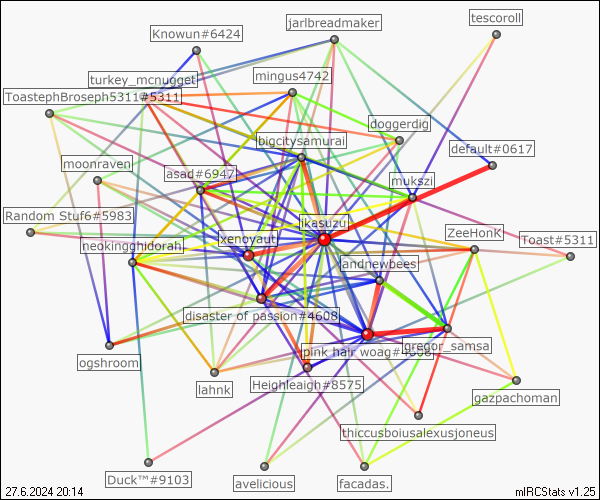 tescoroll
jarlbreadmaker
Knowun#6424
mingus4742
turkey_mcnugget
ToastephBroseph5311#5311
doggerdig
bigcitysamurai
default#0617
moonraven
asad#6947
mukszi
Random Stuf6#5983
ikasuzu
ZeeHonK
Toast#5311
neokingghidorah
xenoyaut
andnewbees
disaster of passion#4608
gregor_samsa
pink hair woag#4
ogshroom
lahnk
Heighleaigh#8575
gazpachoman
thiccusboiusalexusjoneus
Duck™#9103
avelicious
facadas.
27.6.2024 20:14
mIRCStats v1.25